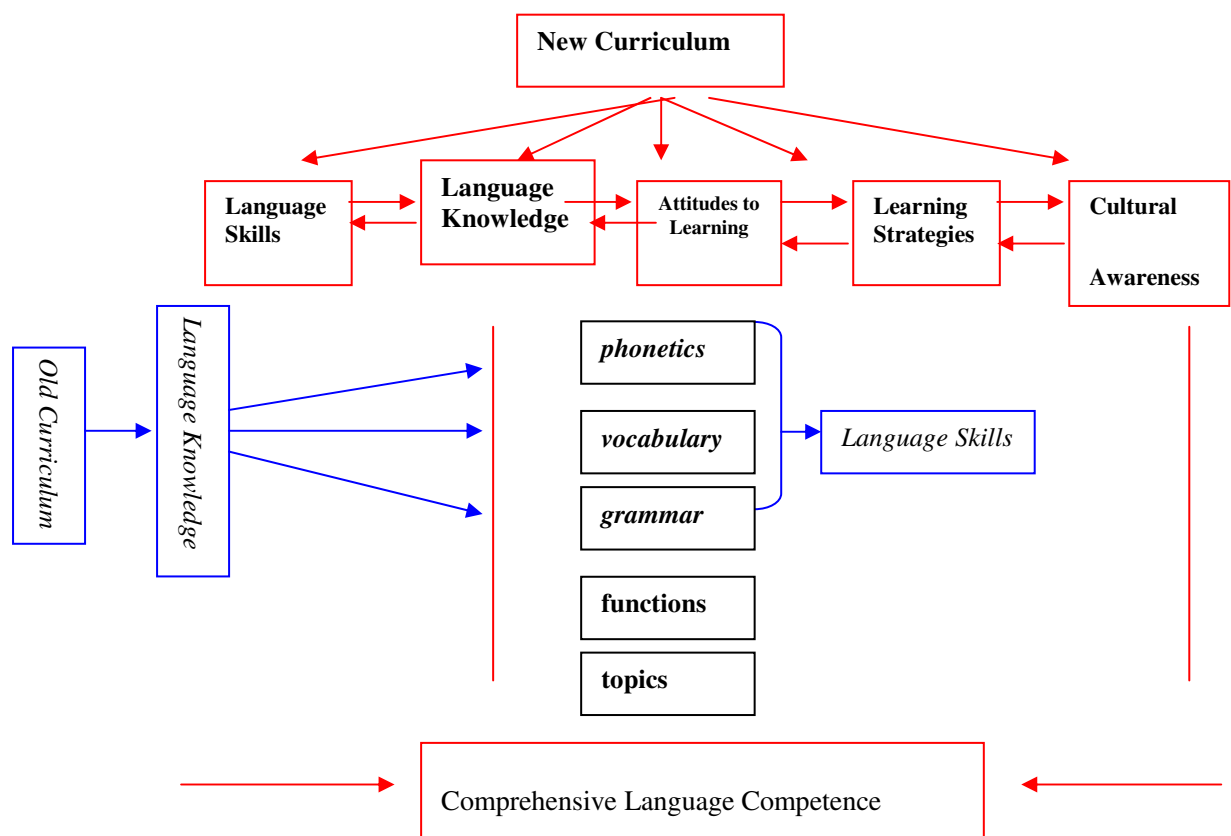 New Curriculum
Language
Skills
Language
Knowledge
Attitudes to
Learning
Learning
Strategies
Cultural
Awareness
Old Curriculum
Language Knowledge
phonetics
vocabulary
grammar
functions
topics
Language Skills
Comprehensive Language Competence